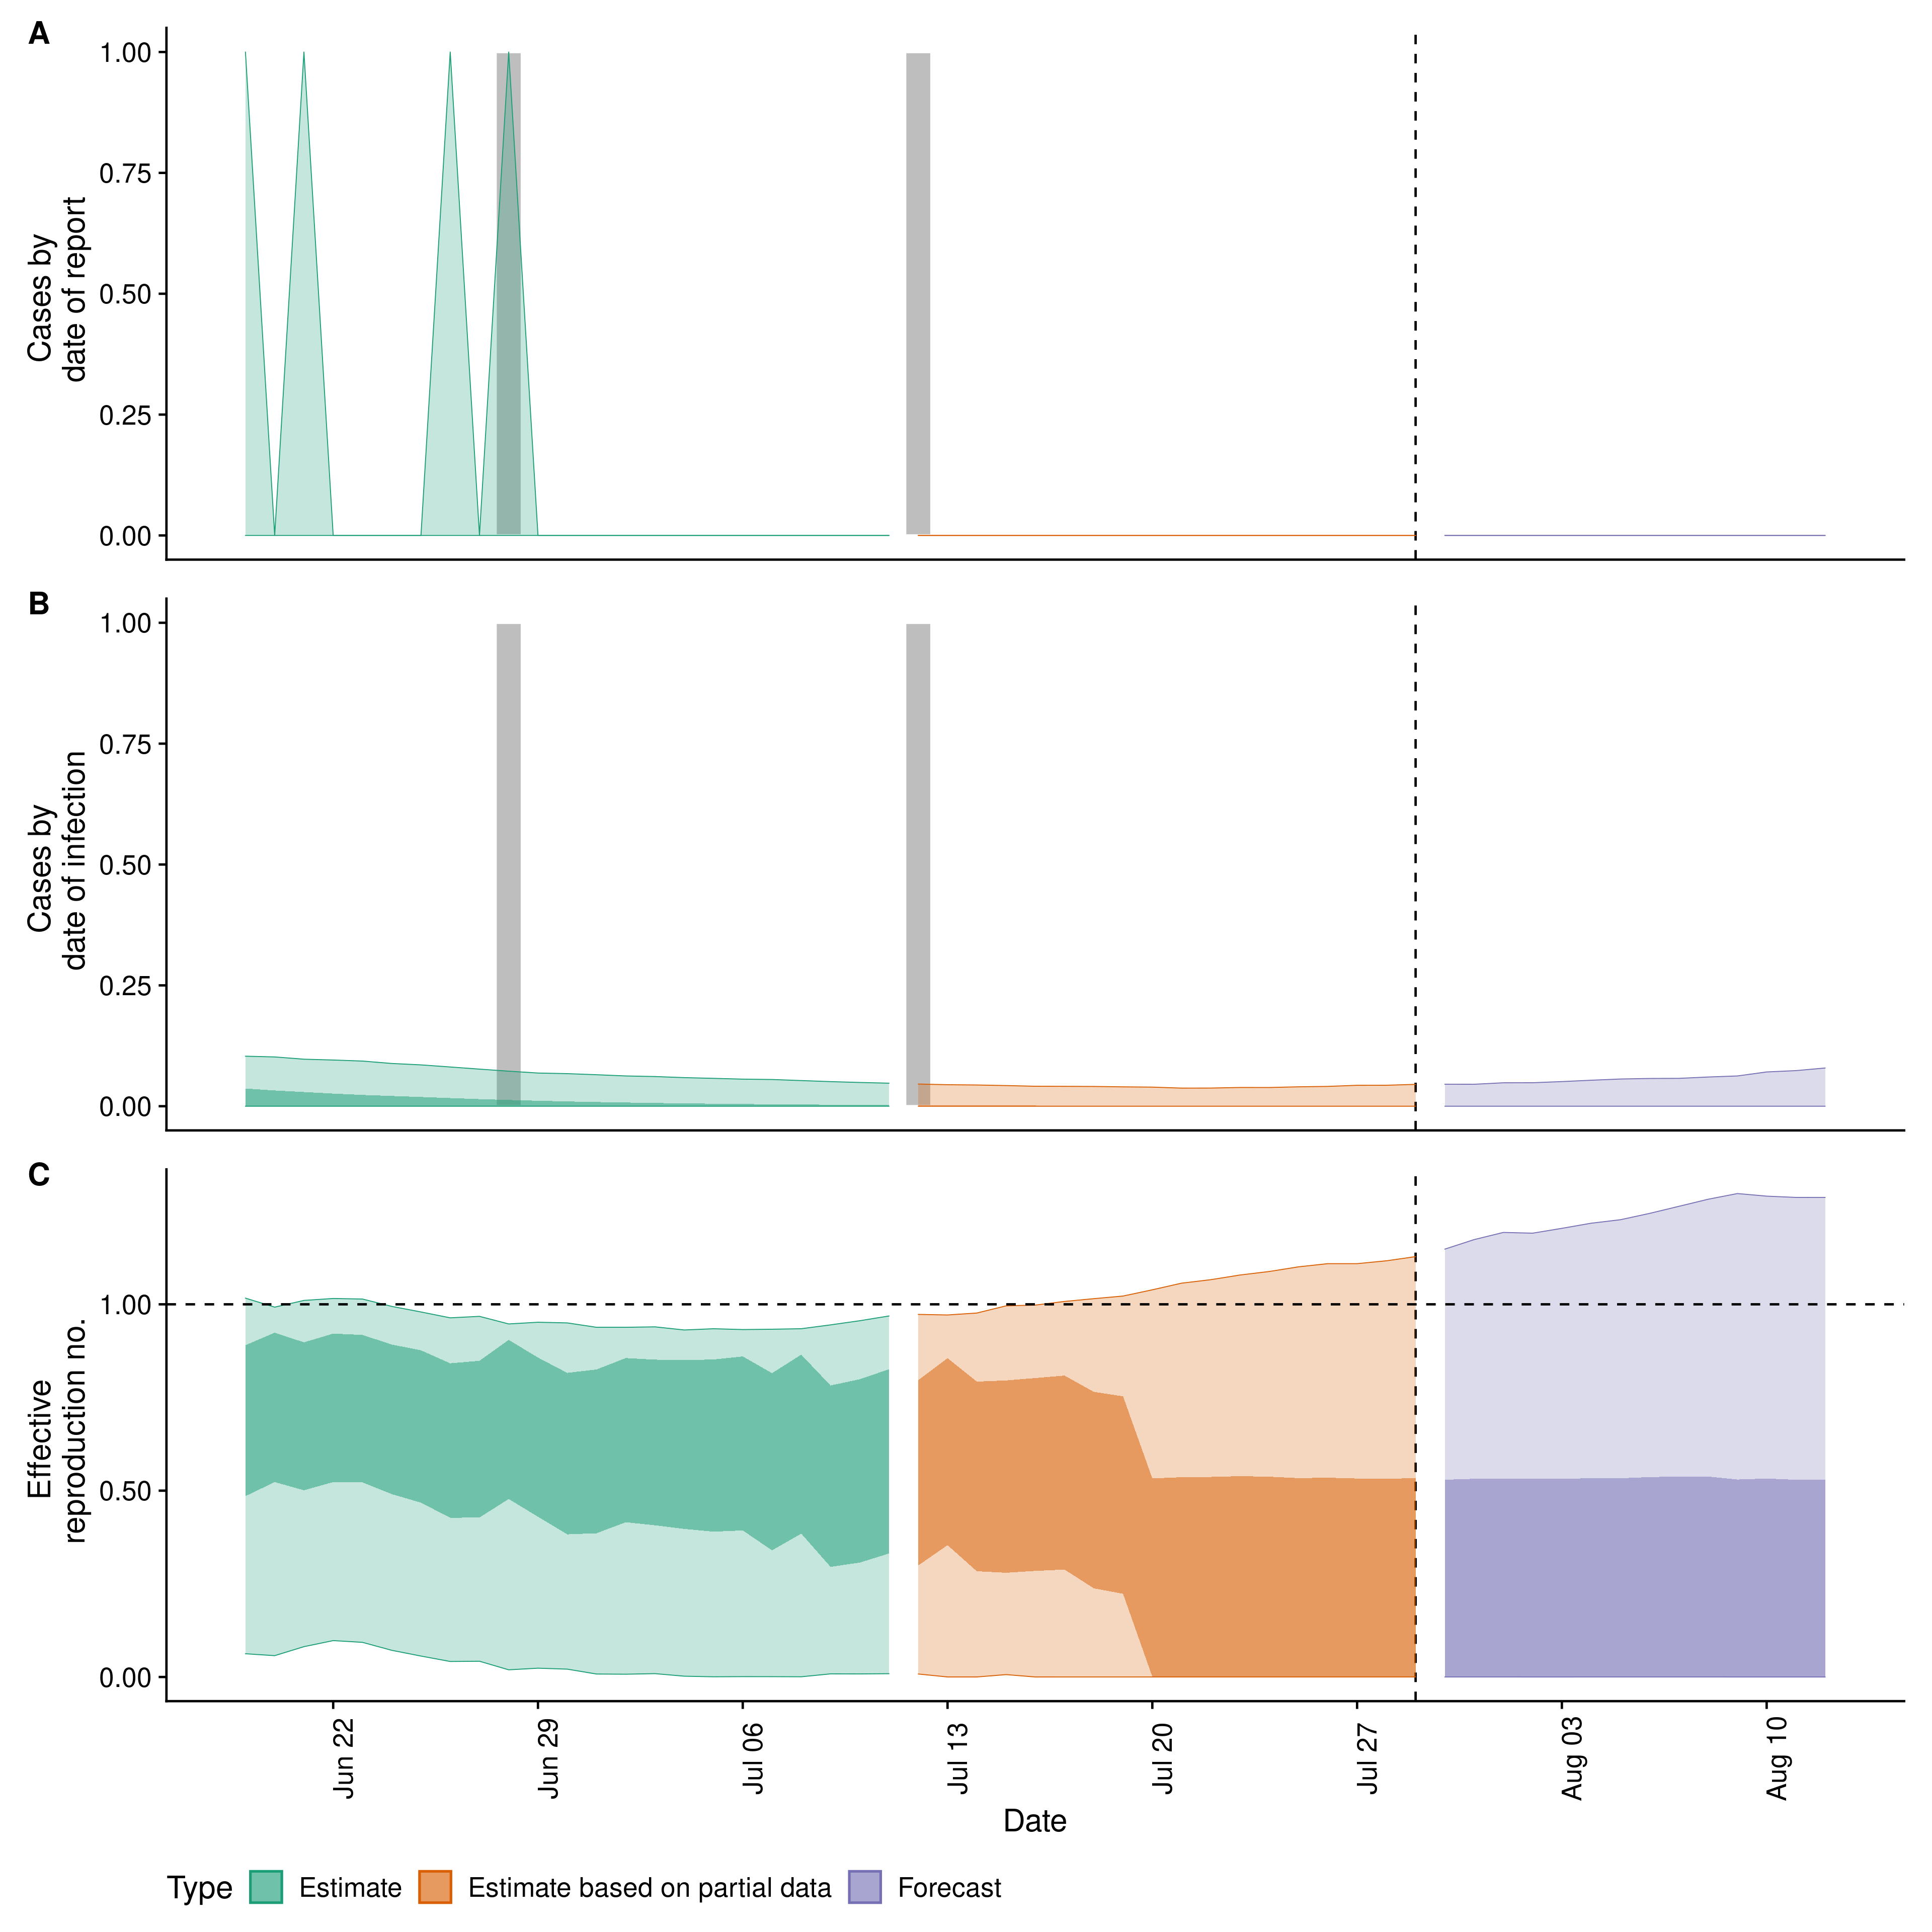 A
1.00
0.75
0.50
0.25
0.00
Cases by
date of report
B
1.00
0.75
0.50
0.25
0.00
Cases by
date of infection
C
1.00
0.50
0.00
Effective
reproduction no.
Jun 22
Jun 29
Jul 06
Jul 13
Jul 20
Jul 27
Aug 03
Aug 10
Date
Type Estimate Estimate based on partial data Forecast